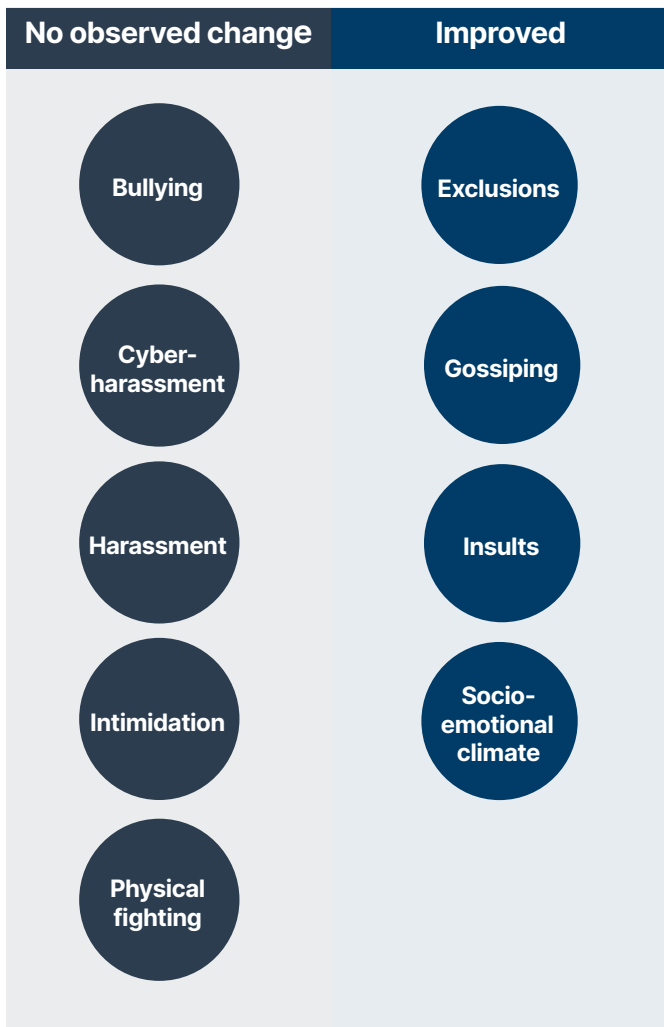 No observed change
Improved
Bullying
Cyber-
harassment
Harassment
Intimidation
Physical
fighting
Exclusions
Gossiping
Insults
Socio-
emotional
climate